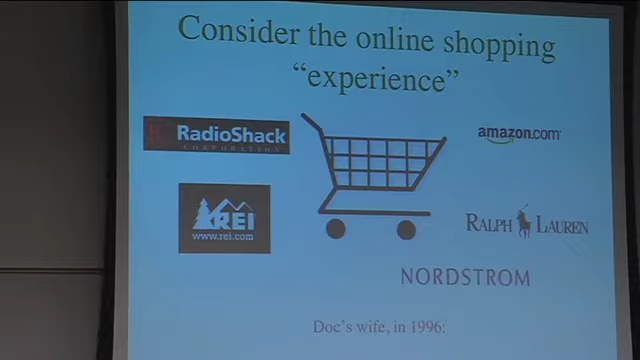 Consider the online shopping
“experience”
RadioShack
CORPORATION
amazon.com
REI
www.rei.com
RALPH LAUREN
NORDSTROM
Doc's wife, in 1996: